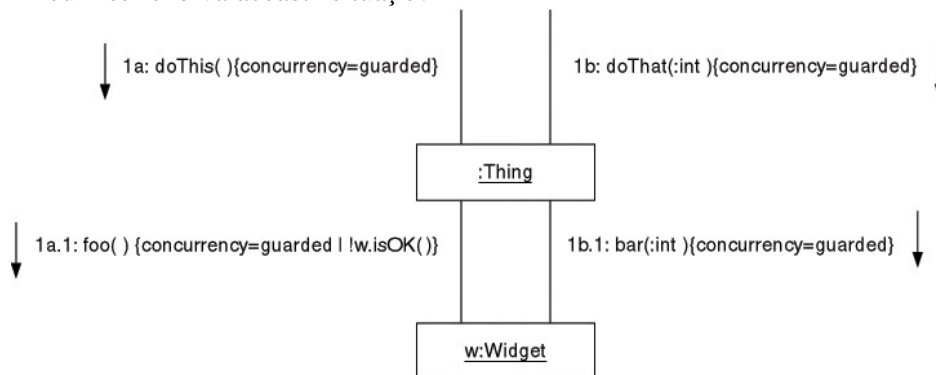 1a: doThis( ){concurrency=guarded}
1b: doThat(:int ){concurrency=guarded}
:Thing
1a.1: foo( ) {concurrency=guarded | !w.isOK()}
1b.1: bar(:int ){concurrency=guarded}
w:Widget